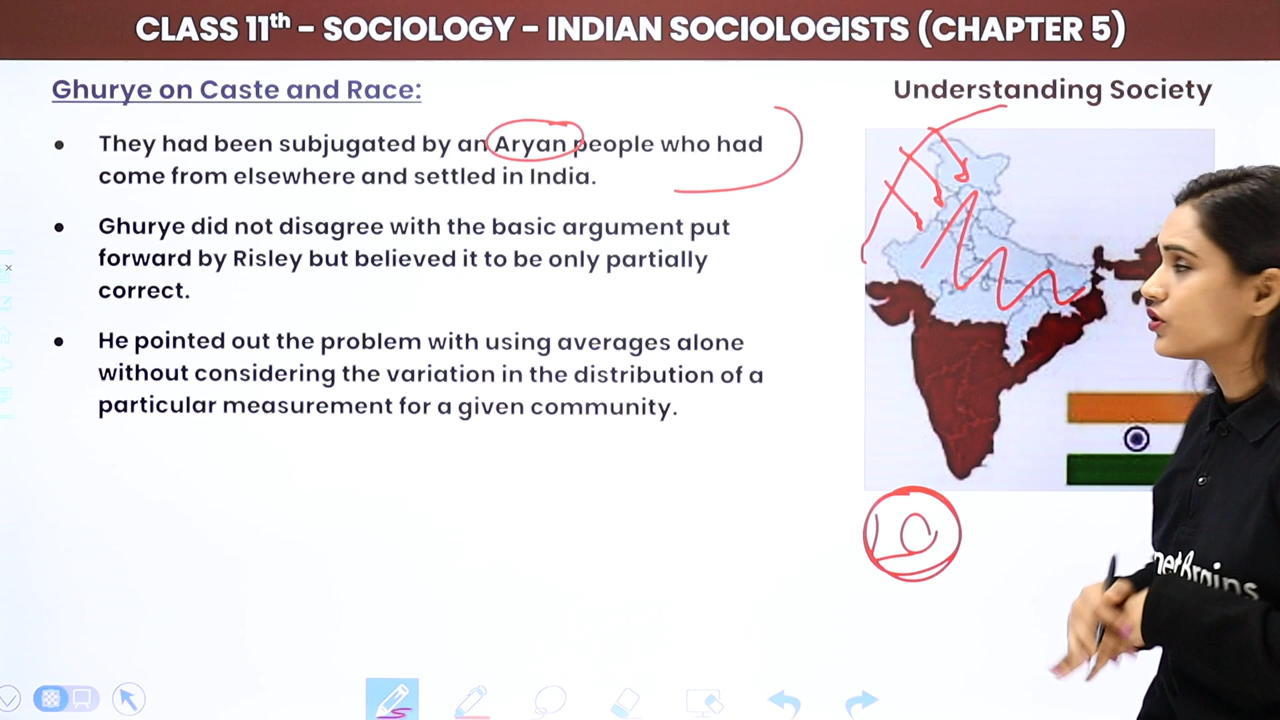 CLASS 11th - SOCIOLOGY - INDIAN SOCIOLOGISTS (CHAPTER 5)
Ghurye on Caste and Race:
Understanding Society
• They had been subjugated by an Aryan people who had
come from elsewhere and settled in India.
• Ghurye did not disagree with the basic argument put
forward by Risley but believed it to be only partially
correct.
• He pointed out the problem with using averages alone
without considering the variation in the distribution of a
particular measurement for a given community.
Brains